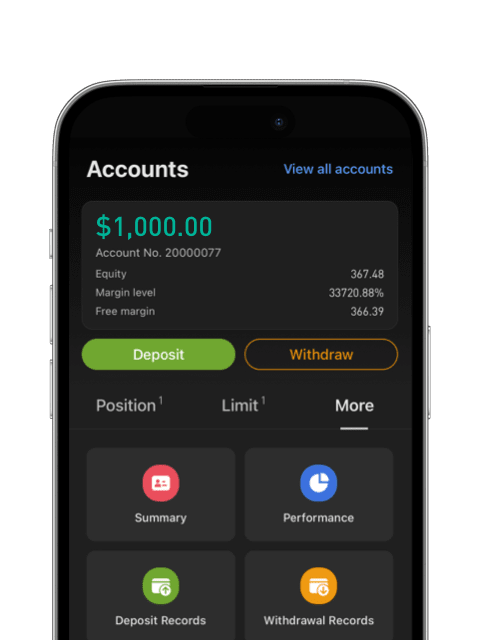 Accounts View all accounts
$1,000.00
Account No. 20000077
Equity 367.48
Margin level 33720.88%
Free margin 366.39
Deposit Withdraw
Position 1 Limit 1 More
Summary Performance
Deposit Records Withdrawal Records